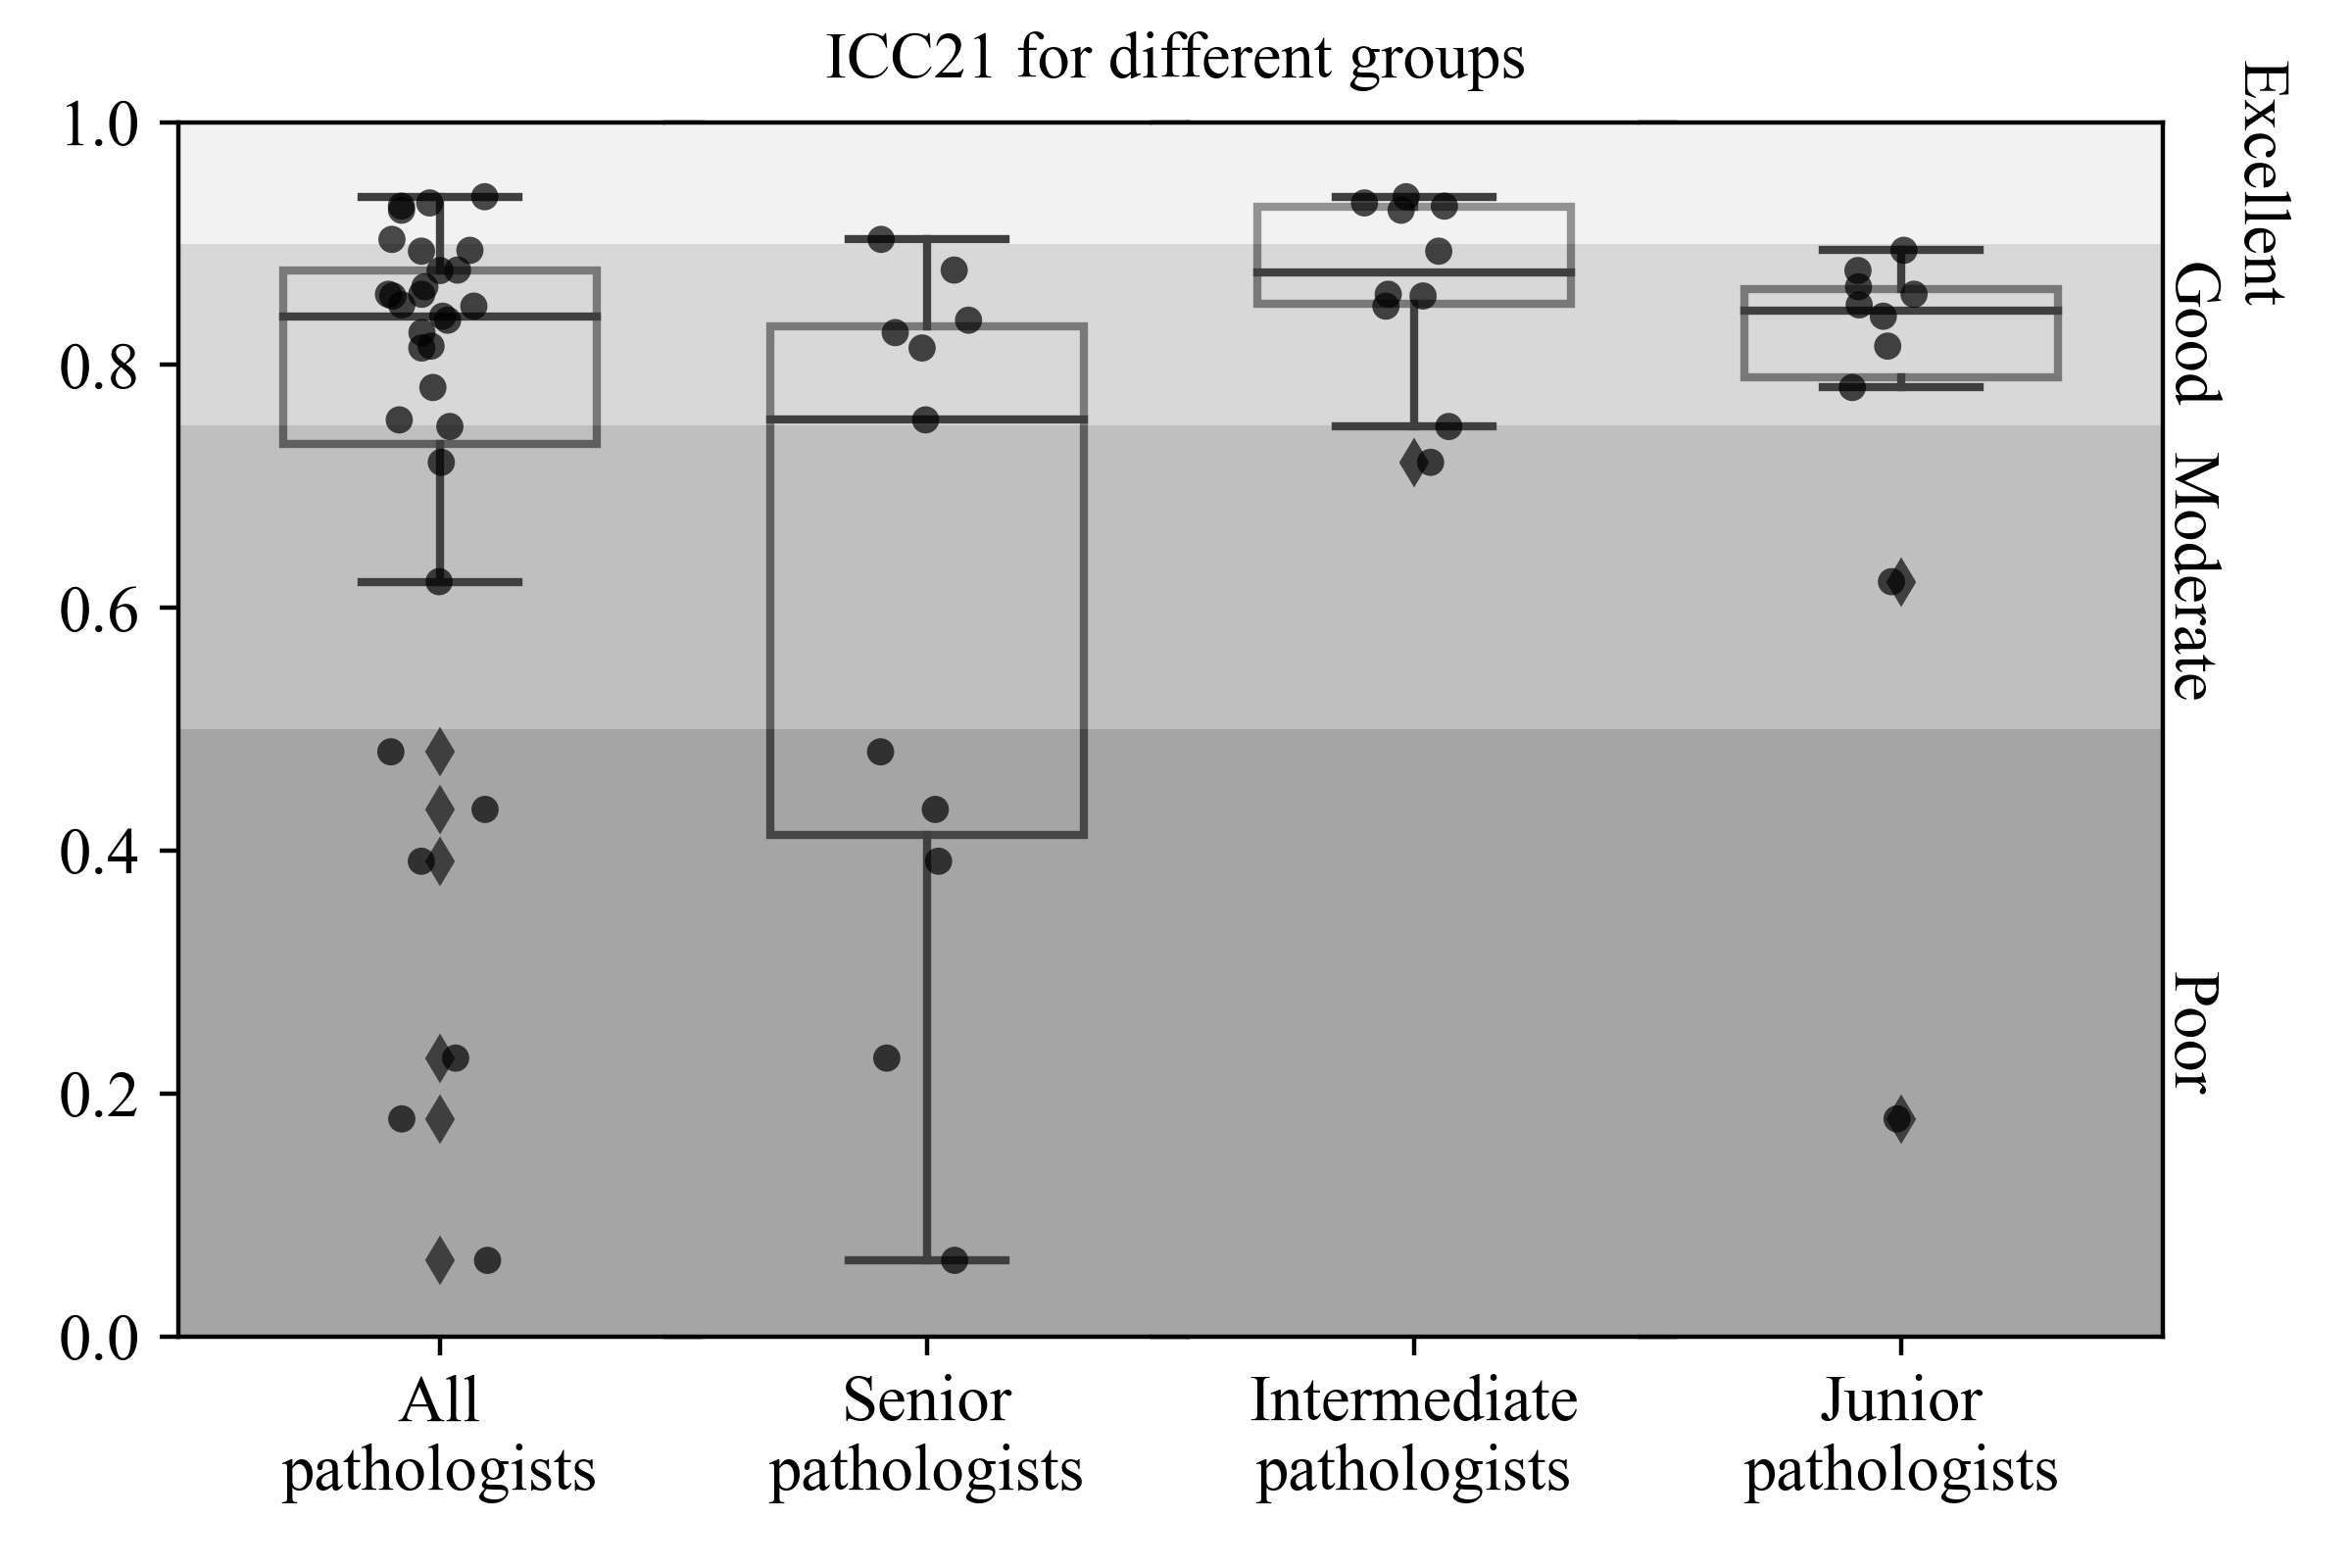 ICC21 for different groups
1.0
0.8
0.6
0.4
0.2
0.0
Excellent
Good
Moderate
Poor
All
pathologists
Senior
pathologists
Intermediate
pathologists
Junior
pathologists